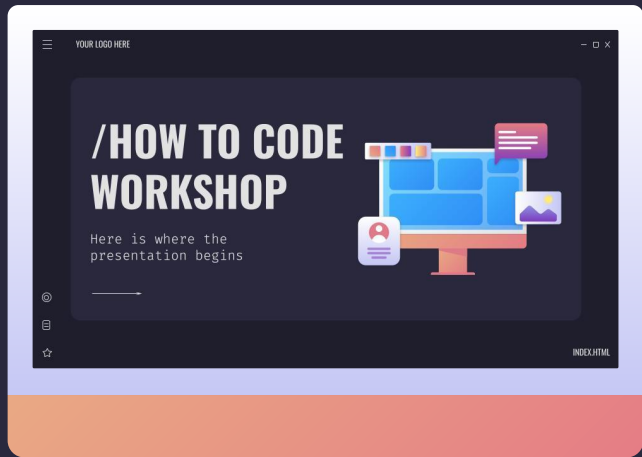 YOUR LOGO HERE
/HOW TO CODE
WORKSHOP
Here is where the
presentation begins
INDEX.HTML